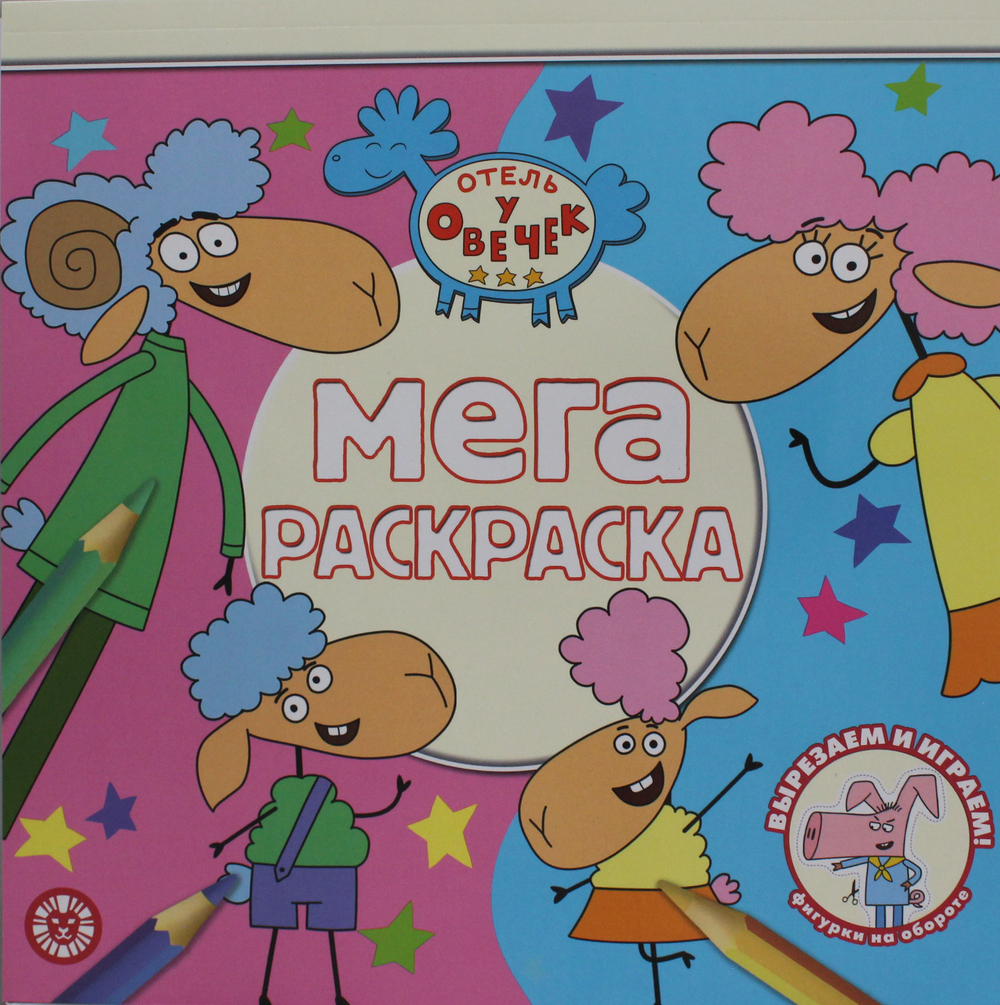 ОТЕЛЬ
У
ОВЕЧЕК
Мега
РАСКРАСКА
ВЫРЕЗАЕМ И ИГРАЕМ!
фигурки на обороте